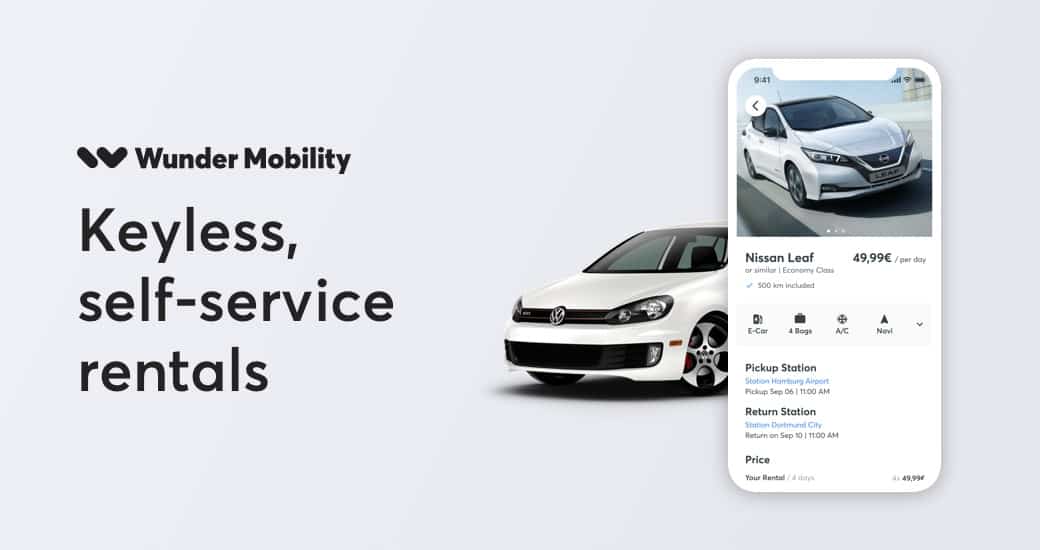 Wunder Mobility
Keyless,
self-service
rentals
9:41
LEAF
Nissan Leaf
49,99€ / per day
or similar | Economy Class
500 km included
E-Car
4 Bags
A/C
Navi
Pickup Station
Station Hamburg Airport
Pickup Sep 06 | 11:00 AM
Return Station
Station Dortmund City
Return on Sep 10 | 11:00 AM
Price
Your Rental / 4 days
4x 49,99€